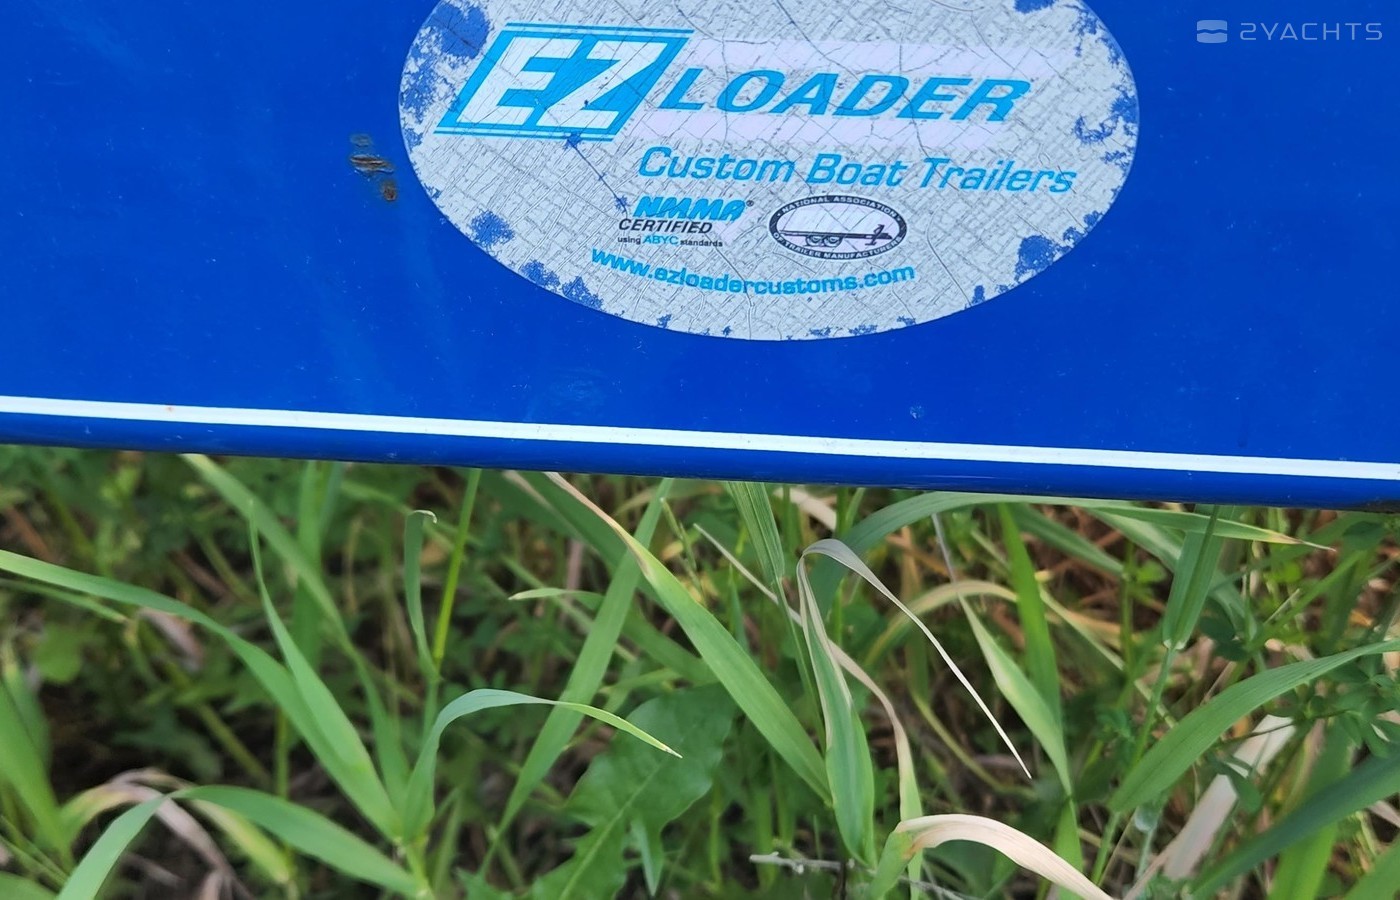 2YACHTS
EZ LOADER
Custom Boat Trailers
NMMA®
CERTIFIED
using ABYC standards
NATIONAL ASSOCIATION
OF TRAILER MANUFACTURERS
www.ezloadercustoms.com